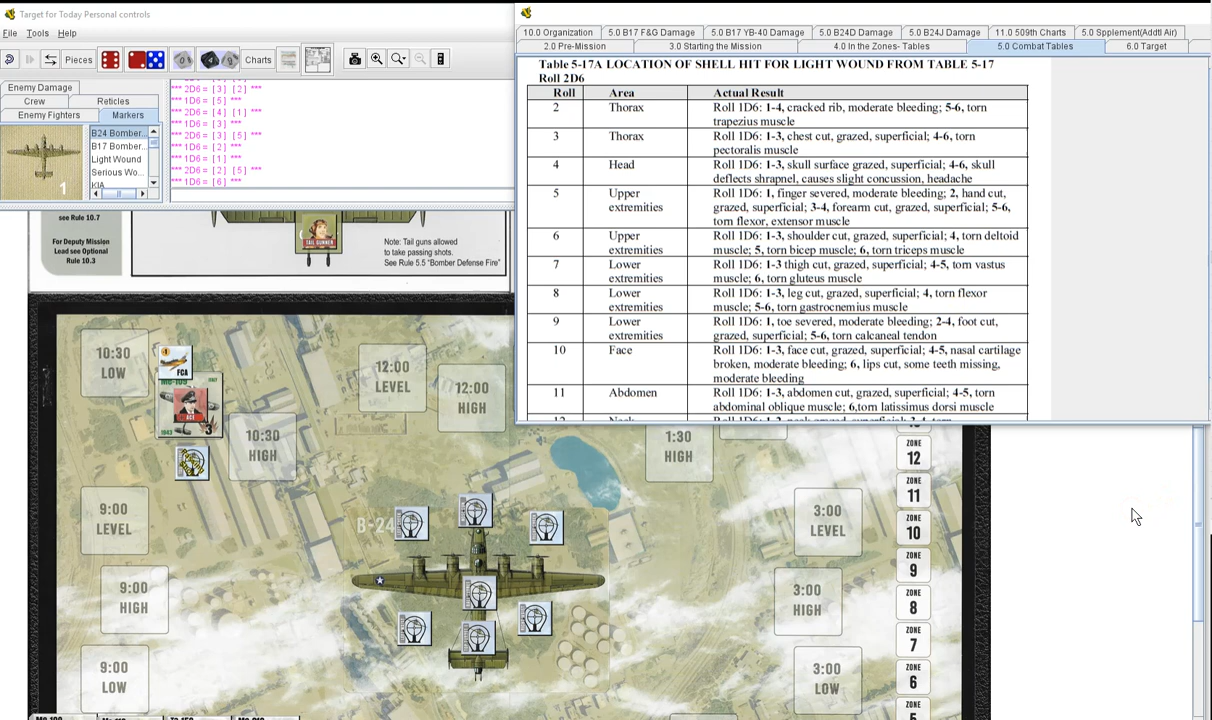 Target for Today Personal controls
File Tools Help
Pieces Charts
Enemy Damage
Crew Reticles
Enemy Fighters Markers
B24 Bomber...
B17 Bomber...
Light Wound
Serious Wo...
KIA
1
*** 2D6 = [3] [2] ***
*** 1D6 = [5] ***
*** 2D6 = [4] [1] ***
*** 1D6 = [3] ***
*** 2D6 = [3] [5] ***
*** 1D6 = [2] ***
*** 1D6 = [1] ***
*** 2D6 = [2] [5] ***
*** 1D6 = [6] ***
10.0 Organization 5.0 B17 F&G Damage 5.0 B17 YB-40 Damage 5.0 B24D Damage 5.0 B24J Damage 11.0 509th Charts 5.0 Spplement(Addtl Air)
2.0 Pre-Mission 3.0 Starting the Mission 4.0 In the Zones- Tables 5.0 Combat Tables 6.0 Target
Table 5-17A LOCATION OF SHELL HIT FOR LIGHT WOUND FROM TABLE 5-17
Roll 2D6
Roll Area Actual Result
2 Thorax Roll 1D6: 1-4, cracked rib, moderate bleeding; 5-6, torn
trapezius muscle
3 Thorax Roll 1D6: 1-3, chest cut, grazed, superficial; 4-6, torn
pectoralis muscle
4 Head Roll 1D6: 1-3, skull surface grazed, superficial; 4-6, skull
deflects shrapnel, causes slight concussion, headache
5 Upper extremities Roll 1D6: 1, finger severed, moderate bleeding; 2, hand cut,
grazed, superficial; 3-4, forearm cut, grazed, superficial; 5-6,
torn flexor, extensor muscle
6 Upper extremities Roll 1D6: 1-3, shoulder cut, grazed, superficial; 4, torn deltoid
muscle; 5, torn bicep muscle; 6, torn triceps muscle
7 Lower extremities Roll 1D6: 1-3 thigh cut, grazed, superficial; 4-5, torn vastus
muscle; 6, torn gluteus muscle
8 Lower extremities Roll 1D6: 1-3, leg cut, grazed, superficial; 4, torn flexor
muscle; 5-6, torn gastrocnemius muscle
9 Lower extremities Roll 1D6: 1, toe severed, moderate bleeding; 2-4, foot cut,
grazed, superficial; 5-6, torn calcaneal tendon
10 Face Roll 1D6: 1-3, face cut, grazed, superficial; 4-5, nasal cartilage
broken, moderate bleeding; 6, lips cut, some teeth missing,
moderate bleeding
11 Abdomen Roll 1D6: 1-3, abdomen cut, grazed, superficial; 4-5, torn
abdominal oblique muscle; 6,torn latissimus dorsi muscle
see Rule 10.7
For Deputy Mission
Lead see Optional
Rule 10.3
TAIL GUNNER
Note: Tail guns allowed
to take passing shots.
See Rule 5.5 "Bomber Defense Fire"
10:30
LOW
FCA
ACE
3
10:30
HIGH
12:00
LEVEL
12:00
HIGH
1:30
HIGH
9:00
LEVEL
9:00
HIGH
9:00
LOW
B-24
3:00
LEVEL
3:00
HIGH
3:00
LOW
ZONE
12
ZONE
11
ZONE
10
ZONE
9
ZONE
8
ZONE
7
ZONE
6
ZONE